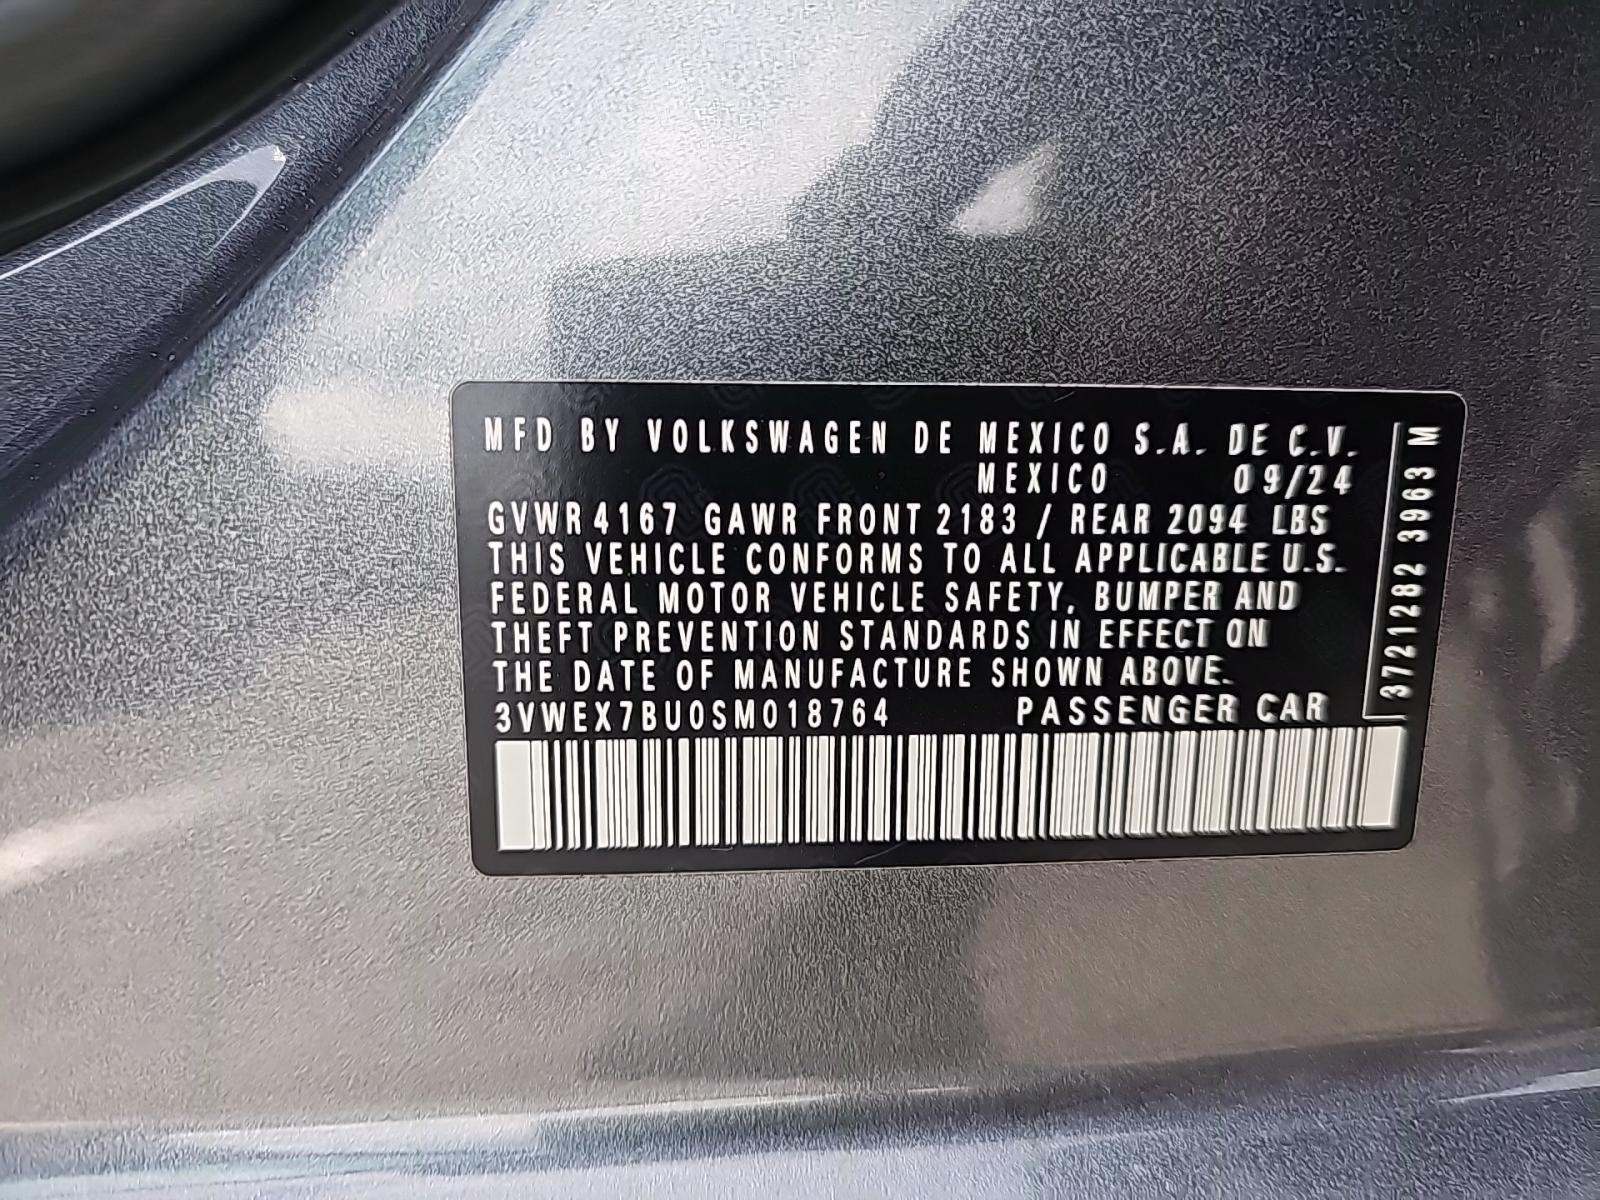 MFD BY VOLKSWAGEN DE MEXICO S.A. DE C.V.
MEXICO 09/24
GVWR 4167 GAWR FRONT 2183 / REAR 2094 LBS
THIS VEHICLE CONFORMS TO ALL APPLICABLE U.S.
FEDERAL MOTOR VEHICLE SAFETY, BUMPER AND
THEFT PREVENTION STANDARDS IN EFFECT ON
THE DATE OF MANUFACTURE SHOWN ABOVE.
3VWEX7BU0SM018764 PASSENGER CAR
3721282 3963 M